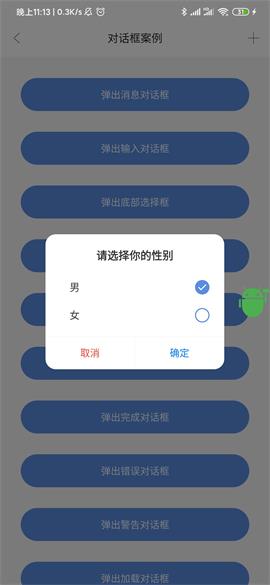 晚上11:13 | 0.3K/s
51
对话框案例
弹出消息对话框
弹出输入对话框
弹出底部选择框
请选择你的性别
男
女
取消
确定
弹出完成对话框
弹出错误对话框
弹出警告对话框
弹出加载对话框